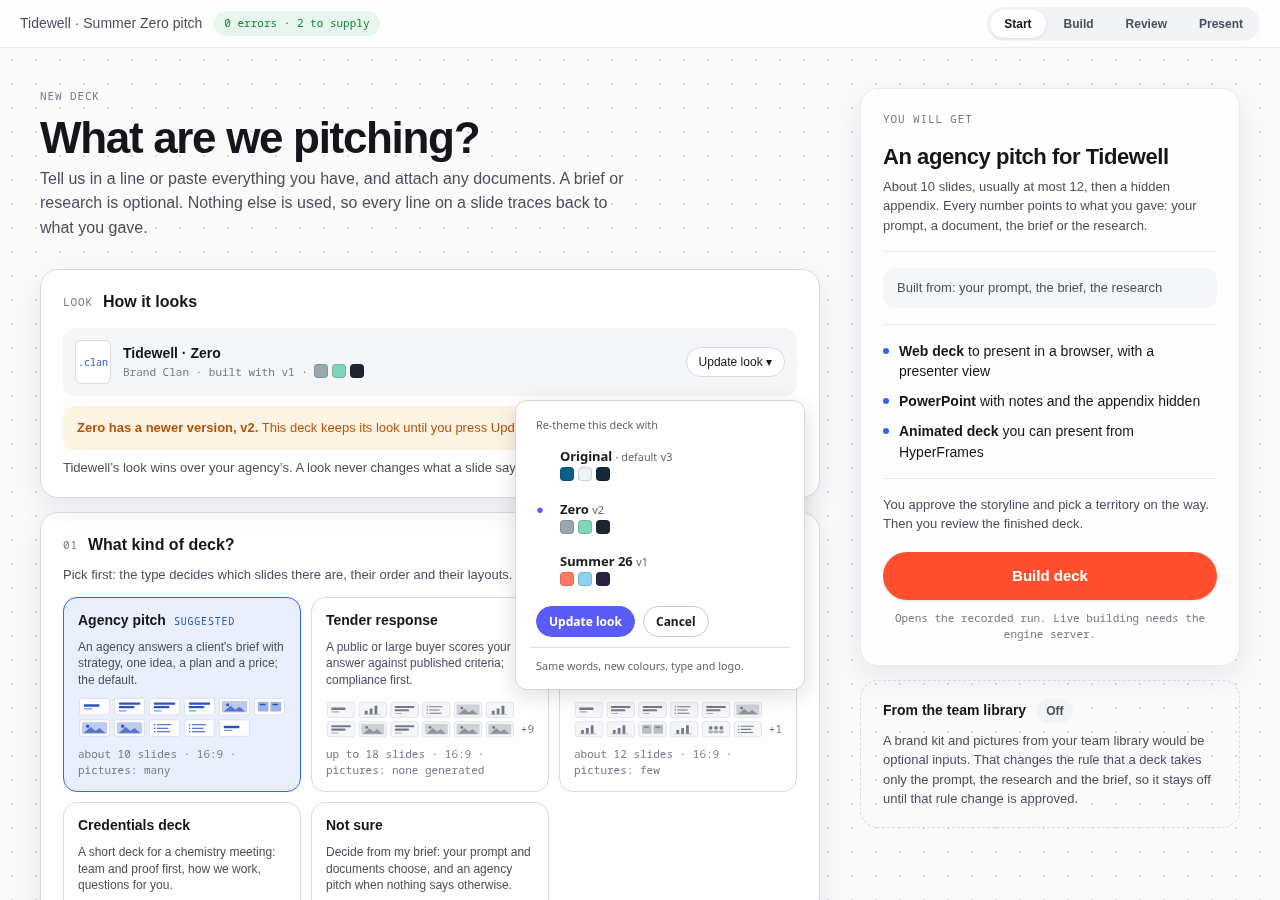 Tidewell · Summer Zero pitch
0 errors · 2 to supply
Start
Build
Review
Present
NEW DECK
What are we pitching?
Tell us in a line or paste everything you have, and attach any documents. A brief or
research is optional. Nothing else is used, so every line on a slide traces back to
what you gave.
LOOK How it looks
.clan
Tidewell · Zero
Brand Clan · built with v1 ·
Update look ▾
Zero has a newer version, v2. This deck keeps its look until you press Upd
Tidewell’s look wins over your agency’s. A look never changes what a slide say
Re-theme this deck with
Original · default v3
Zero v2
Summer 26 v1
Update look
Cancel
Same words, new colours, type and logo.
01 What kind of deck?
Pick first: the type decides which slides there are, their order and their layouts.
Agency pitch SUGGESTED
An agency answers a client’s brief with
strategy, one idea, a plan and a price;
the default.
about 10 slides · 16:9 ·
pictures: many
Tender response
A public or large buyer scores your
answer against published criteria;
compliance first.
+9
up to 18 slides · 16:9 ·
pictures: none generated
+1
about 12 slides · 16:9 ·
pictures: few
Credentials deck
A short deck for a chemistry meeting:
team and proof first, how we work,
questions for you.
Not sure
Decide from my brief: your prompt and
documents choose, and an agency
pitch when nothing says otherwise.
YOU WILL GET
An agency pitch for Tidewell
About 10 slides, usually at most 12, then a hidden
appendix. Every number points to what you gave: your
prompt, a document, the brief or the research.
Built from: your prompt, the brief, the research
Web deck to present in a browser, with a
presenter view
PowerPoint with notes and the appendix hidden
Animated deck you can present from
HyperFrames
You approve the storyline and pick a territory on the way.
Then you review the finished deck.
Build deck
Opens the recorded run. Live building needs the
engine server.
From the team library Off
A brand kit and pictures from your team library would be
optional inputs. That changes the rule that a deck takes
only the prompt, the research and the brief, so it stays off
until that rule change is approved.